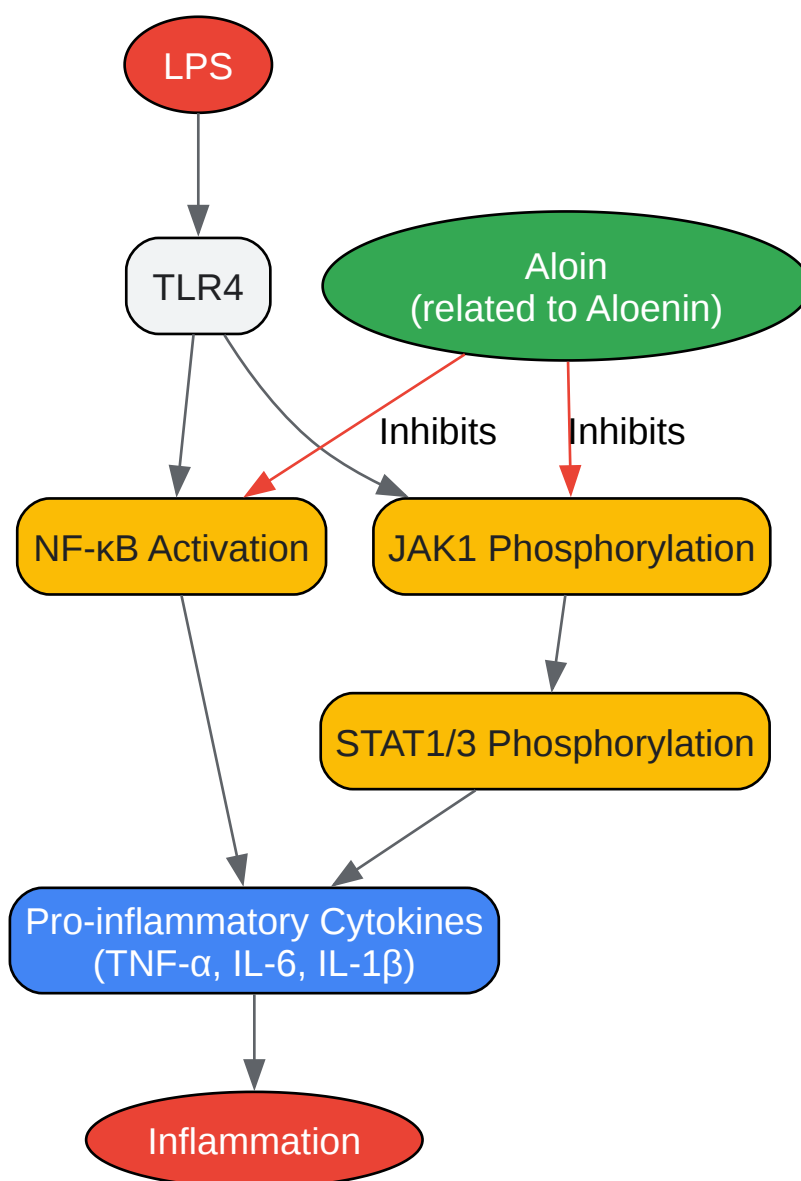 LPS
TLR4
Aloin
(related to Aloenin)
Inhibits
Inhibits
NF-κB Activation
JAK1 Phosphorylation
STAT1/3 Phosphorylation
Pro-inflammatory Cytokines
(TNF-α, IL-6, IL-1β)
Inflammation